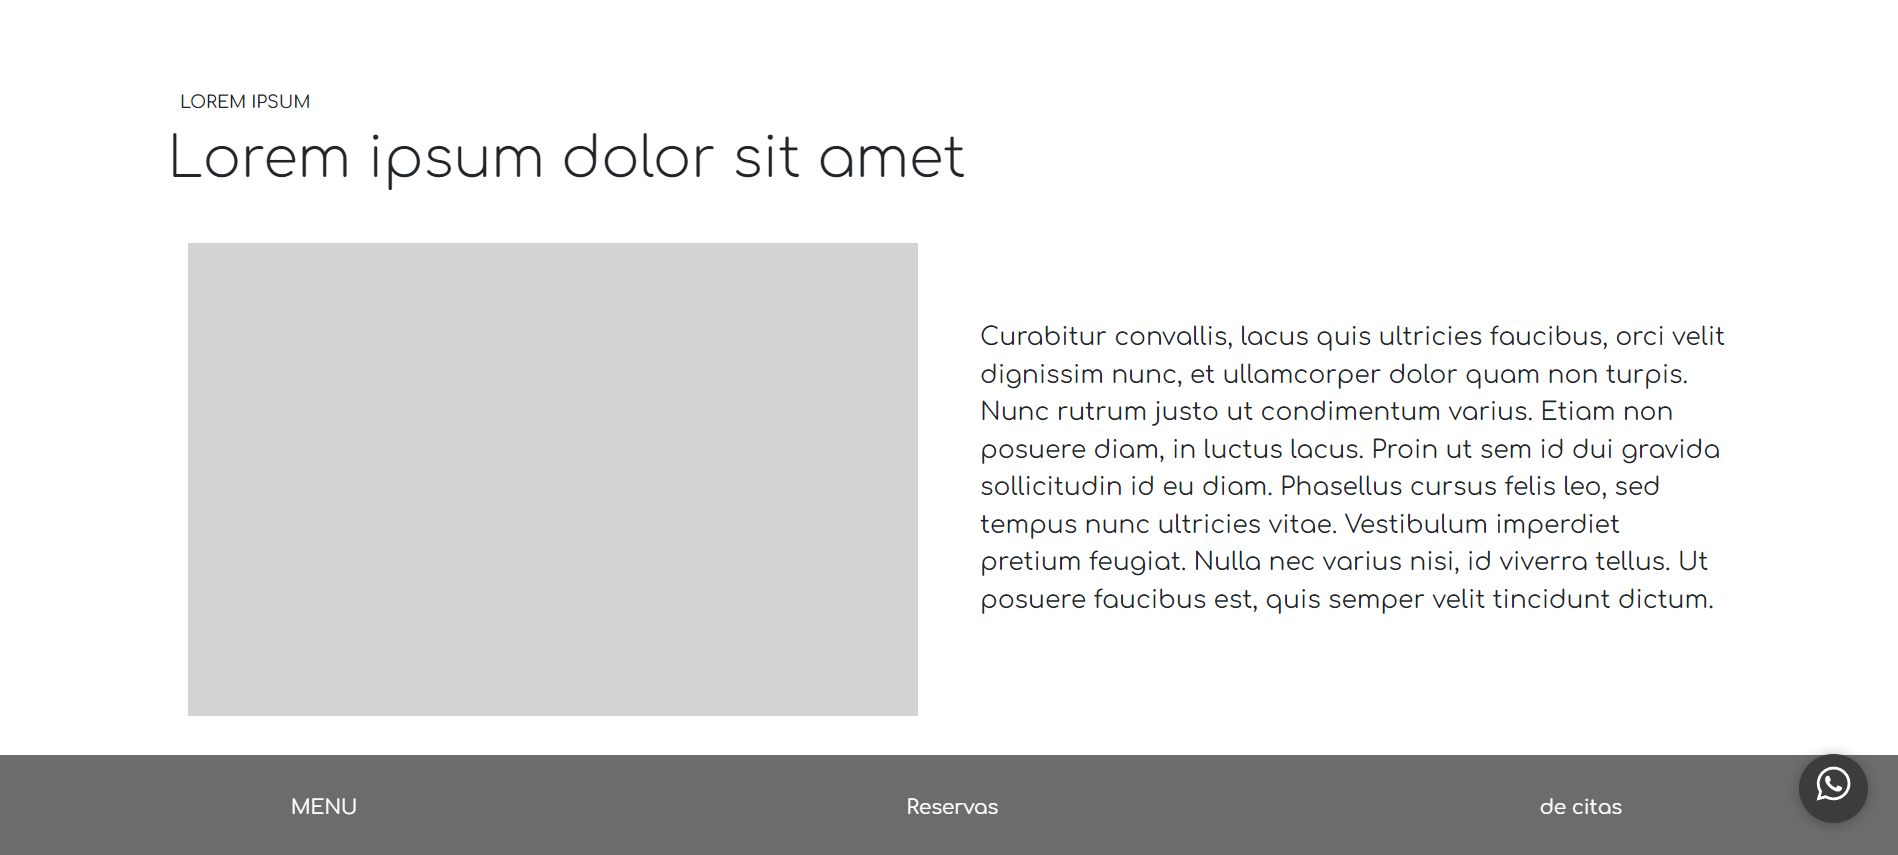 LOREM IPSUM
Lorem ipsum dolor sit amet
Curabitur convallis, lacus quis ultricies faucibus, orci velit
dignissim nunc, et ullamcorper dolor quam non turpis.
Nunc rutrum justo ut condimentum varius. Etiam non
posuere diam, in luctus lacus. Proin ut sem id dui gravida
sollicitudin id eu diam. Phasellus cursus felis leo, sed
tempus nunc ultricies vitae. Vestibulum imperdiet
pretium feugiat. Nulla nec varius nisi, id viverra tellus. Ut
posuere faucibus est, quis semper velit tincidunt dictum.
MENU
Reservas
de citas